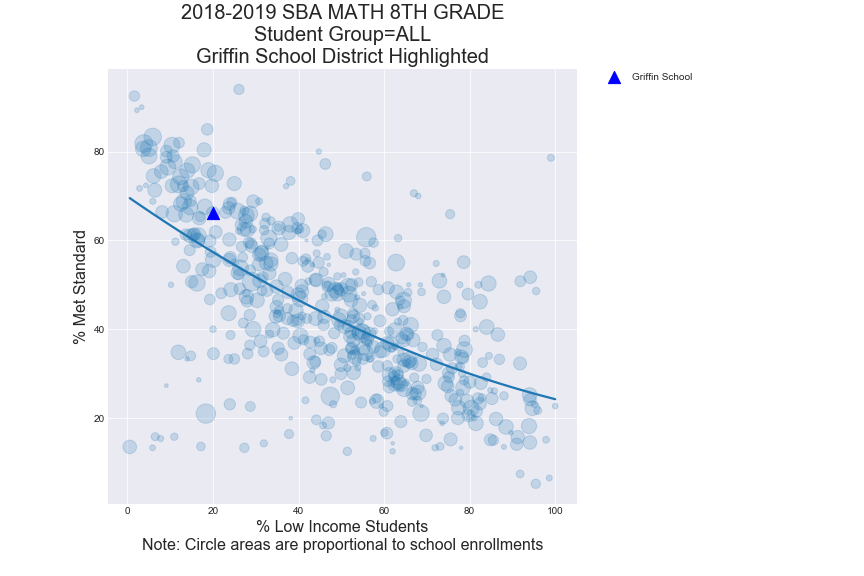 2018-2019 SBA MATH 8TH GRADE
Student Group=ALL
Griffin School District Highlighted
Griffin School
80
60
40
20
% Met Standard
0 20 40 60 80 100
% Low Income Students
Note: Circle areas are proportional to school enrollments